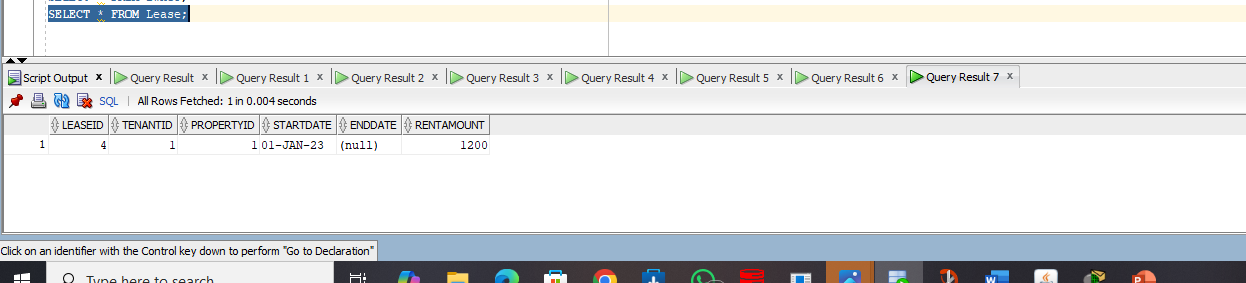 SELECT * FROM Lease;
Script Output x Query Result x Query Result 1 x Query Result 2 x Query Result 3 x Query Result 4 x Query Result 5 x Query Result 6 x Query Result 7 x
SQL | All Rows Fetched: 1 in 0.004 seconds
LEASEID TENANTID PROPERTYID STARTDATE ENDDATE RENTAMOUNT
1 4 1 1 01-JAN-23 (null) 1200
Click on an identifier with the Control key down to perform "Go to Declaration"
Type here to search